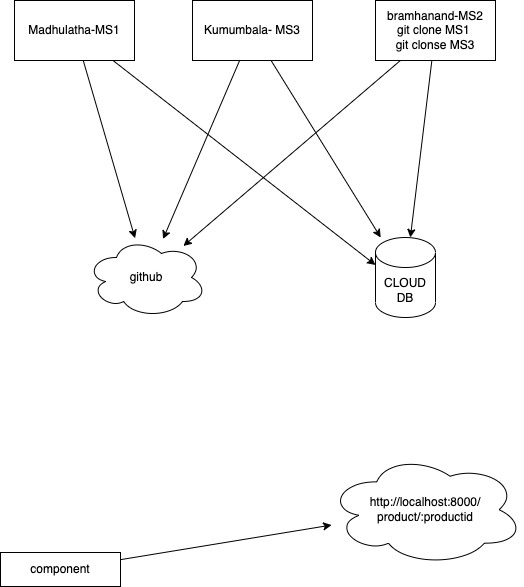 Madhulatha-MS1
Kumumbala- MS3
bramhanand-MS2
git clone MS1
git clonse MS3
github
CLOUD
DB
http://localhost:8000/
product/:productid
component